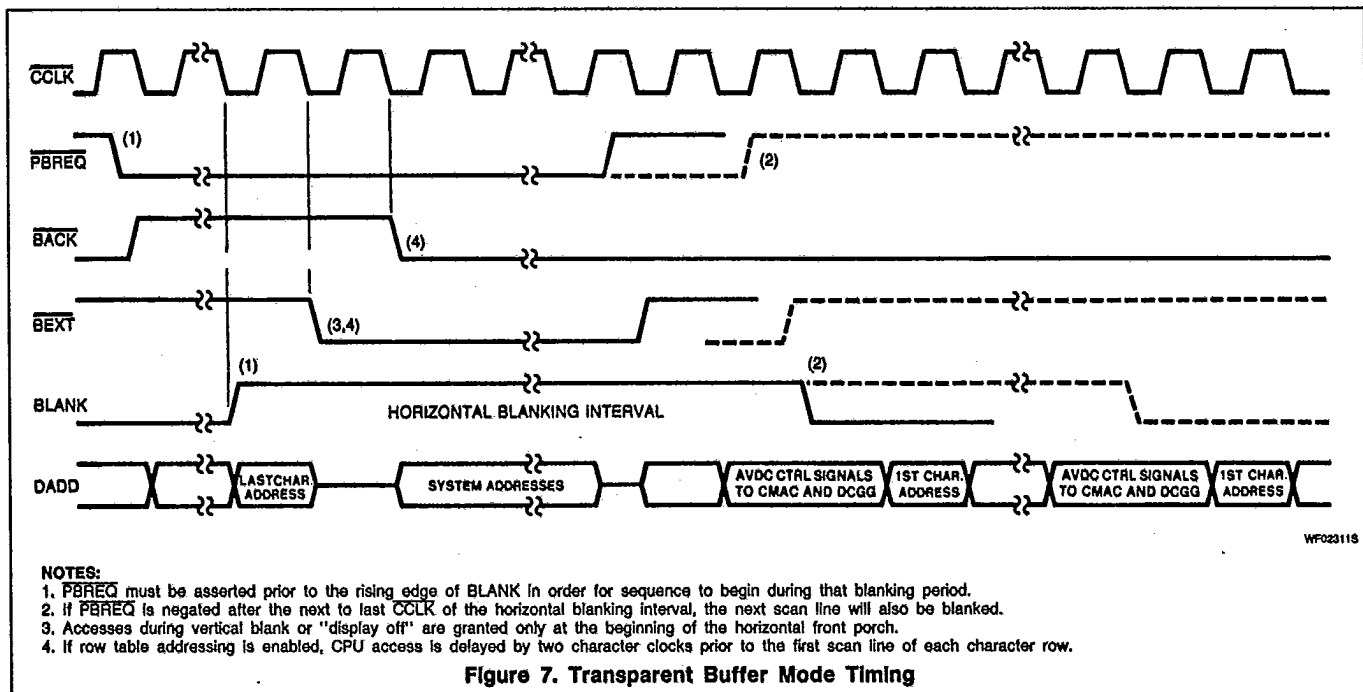 CCLK
PBREQ
(1)
(2)
BACK
(4)
BEXT
(3,4)
BLANK
(1)
HORIZONTAL BLANKING INTERVAL
(2)
DADD
LAST CHAR.
ADDRESS
SYSTEM ADDRESSES
AVDC CTRL SIGNALS
TO CMAC AND DCGG
1ST CHAR.
ADDRESS
AVDC CTRL SIGNALS
TO CMAC AND DCGG
1ST CHAR.
ADDRESS
WF02311S
NOTES:
1. PBREQ must be asserted prior to the rising edge of BLANK in order for sequence to begin during that blanking period.
2. If PBREQ is negated after the next to last CCLK of the horizontal blanking interval, the next scan line will also be blanked.
3. Accesses during vertical blank or "display off" are granted only at the beginning of the horizontal front porch.
4. If row table addressing is enabled, CPU access is delayed by two character clocks prior to the first scan line of each character row.
Figure 7. Transparent Buffer Mode Timing